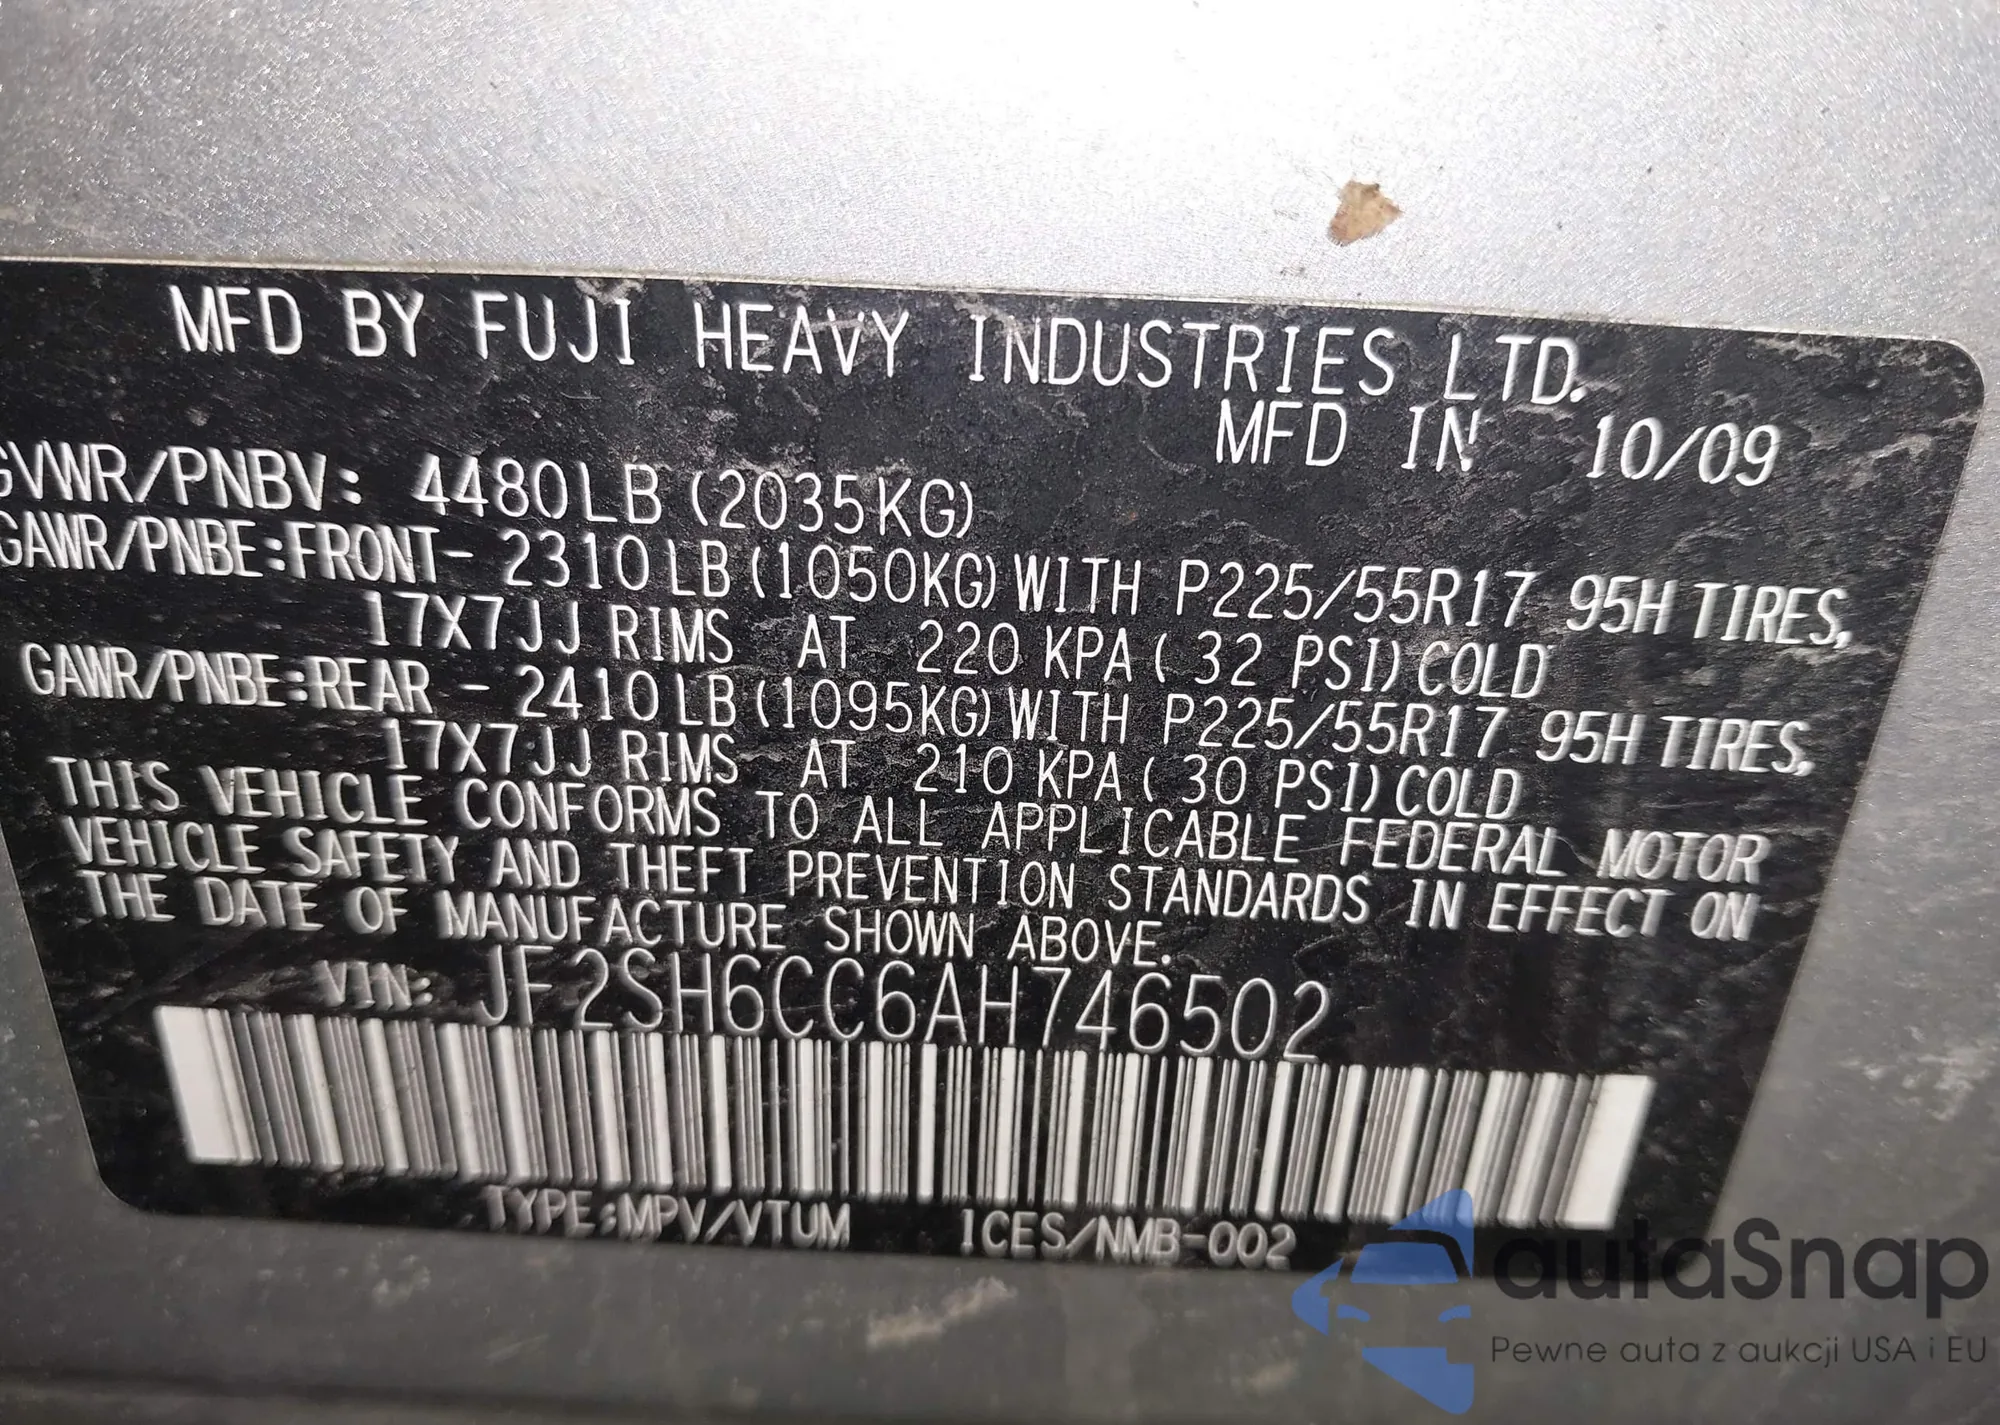 MFD BY FUJI HEAVY INDUSTRIES LTD.
MFD IN 10/09
GVWR/PNBV: 4480LB (2035KG)
GAWR/PNBE:FRONT- 2310LB(1050KG)WITH P225/55R17 95H TIRES,
17X7JJ RIMS AT 220 KPA( 32 PSI)COLD
GAWR/PNBE:REAR - 2410LB(1095KG)WITH P225/55R17 95H TIRES,
17X7JJ RIMS AT 210 KPA( 30 PSI)COLD
THIS VEHICLE CONFORMS TO ALL APPLICABLE FEDERAL MOTOR
VEHICLE SAFETY AND THEFT PREVENTION STANDARDS IN EFFECT ON
THE DATE OF MANUFACTURE SHOWN ABOVE.
VIN: JF2SH6CC6AH746502
TYPE:MPV/VTUM ICES/NMB-002
autaSnap
Pewne auta z aukcji USA i EU